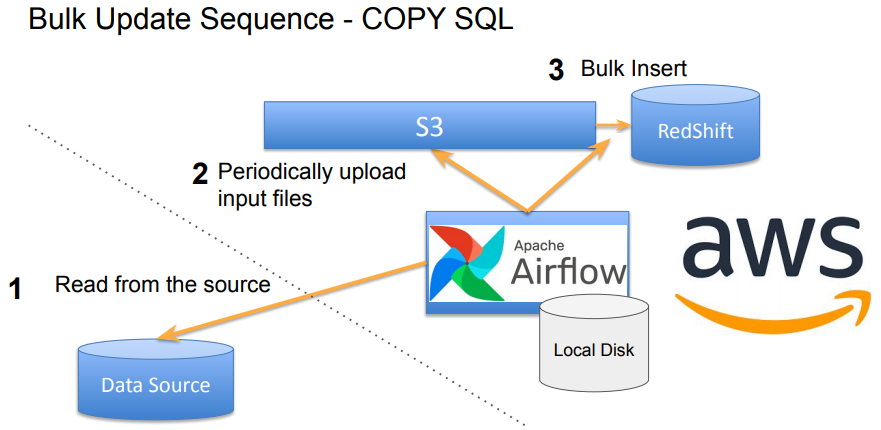 Bulk Update Sequence - COPY SQL
3 Bulk Insert
S3
RedShift
2 Periodically upload
input files
Apache
Airflow
aws
1 Read from the source
Local Disk
Data Source